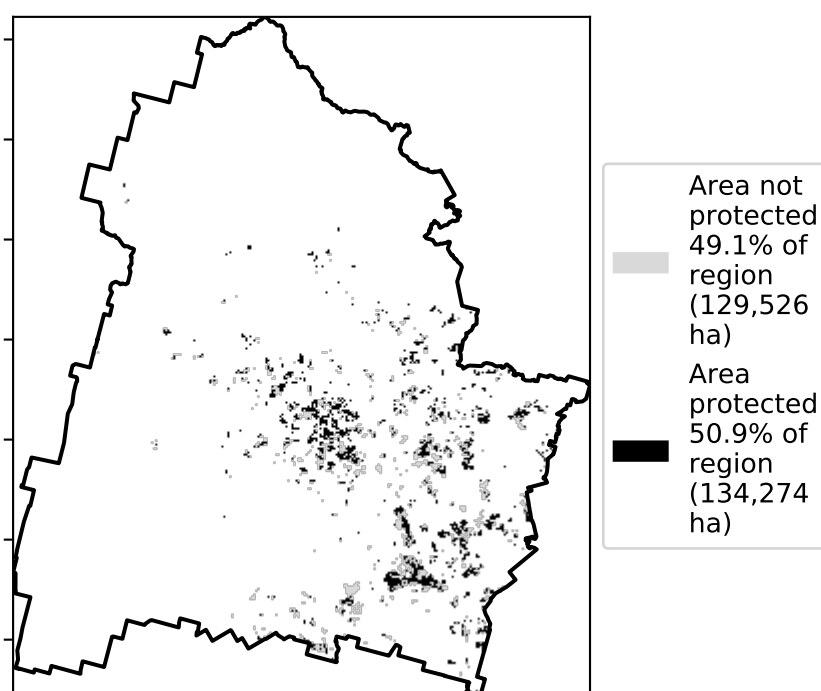 Area not
protected
49.1% of
region
(129,526
ha)
Area
protected
50.9% of
region
(134,274
ha)